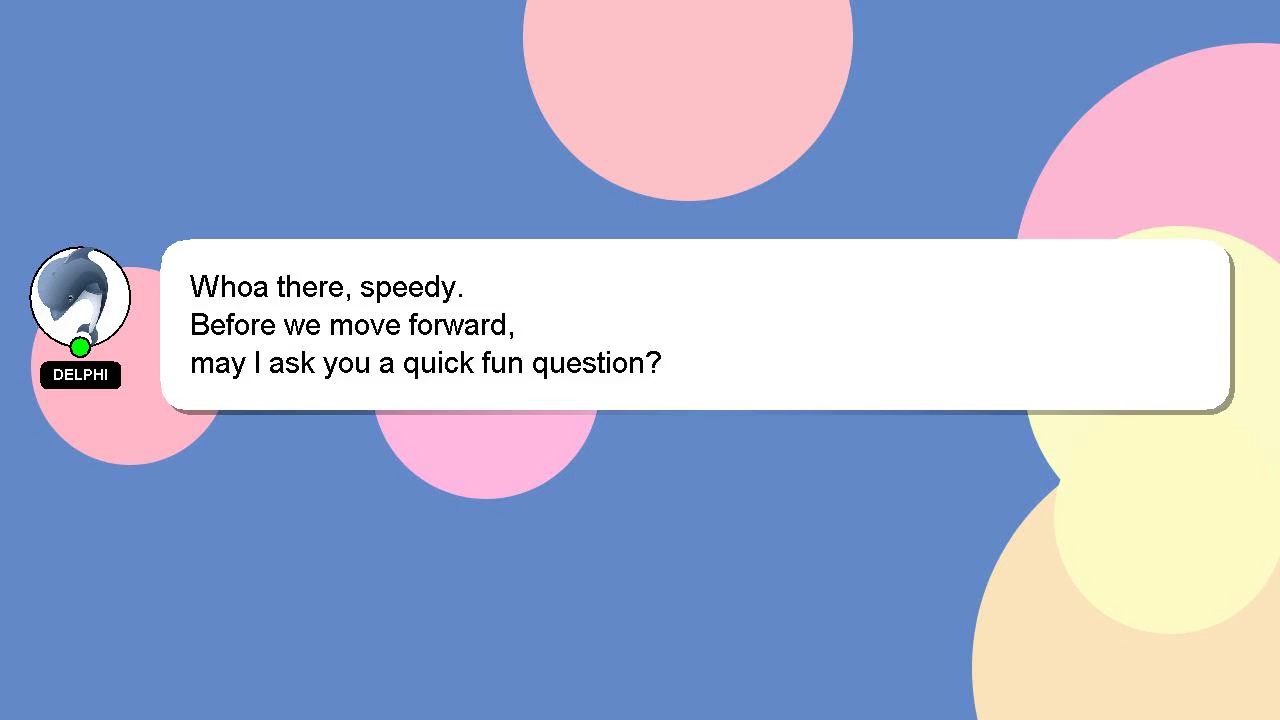 Whoa there, speedy.
Before we move forward,
may I ask you a quick fun question?
DELPHI